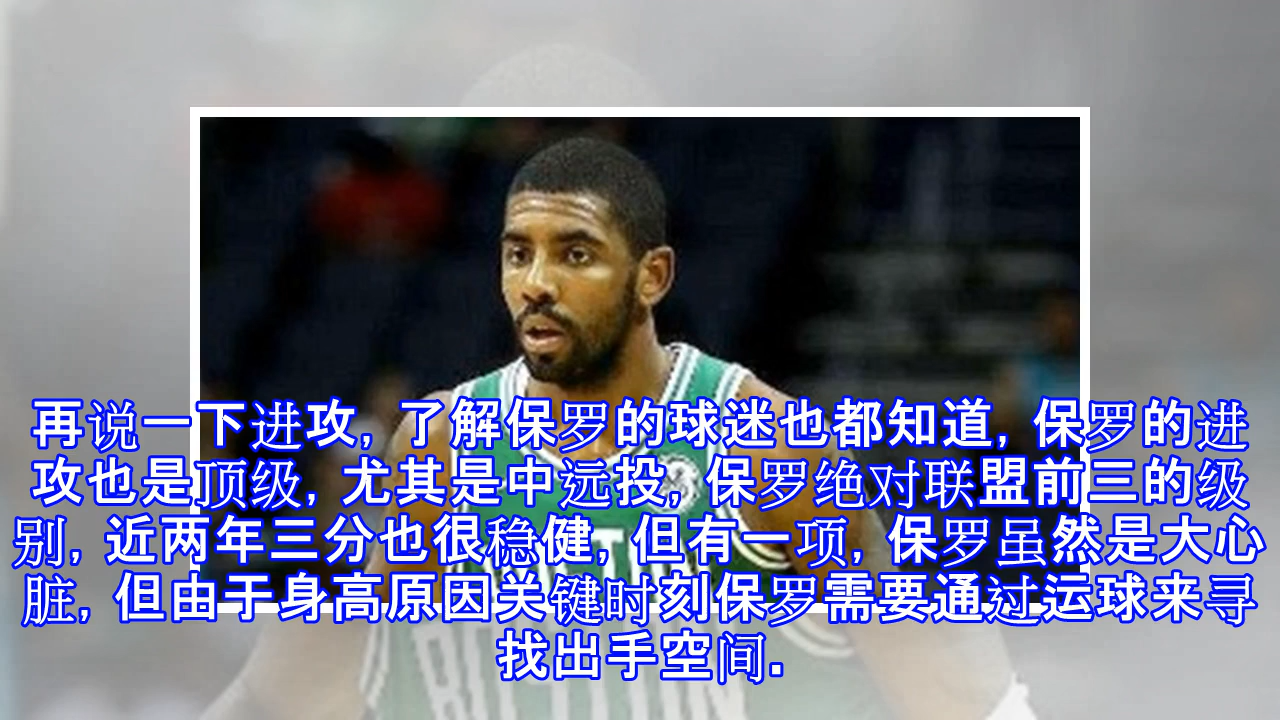 再说一下进攻, 了解保罗的球迷也都知道, 保罗的进
攻也是顶级, 尤其是中远投, 保罗绝对联盟前三的级
别, 近两年三分也很稳健, 但有一项, 保罗虽然是大心
脏, 但由于身高原因关键时刻保罗需要通过运球来寻
找出手空间.